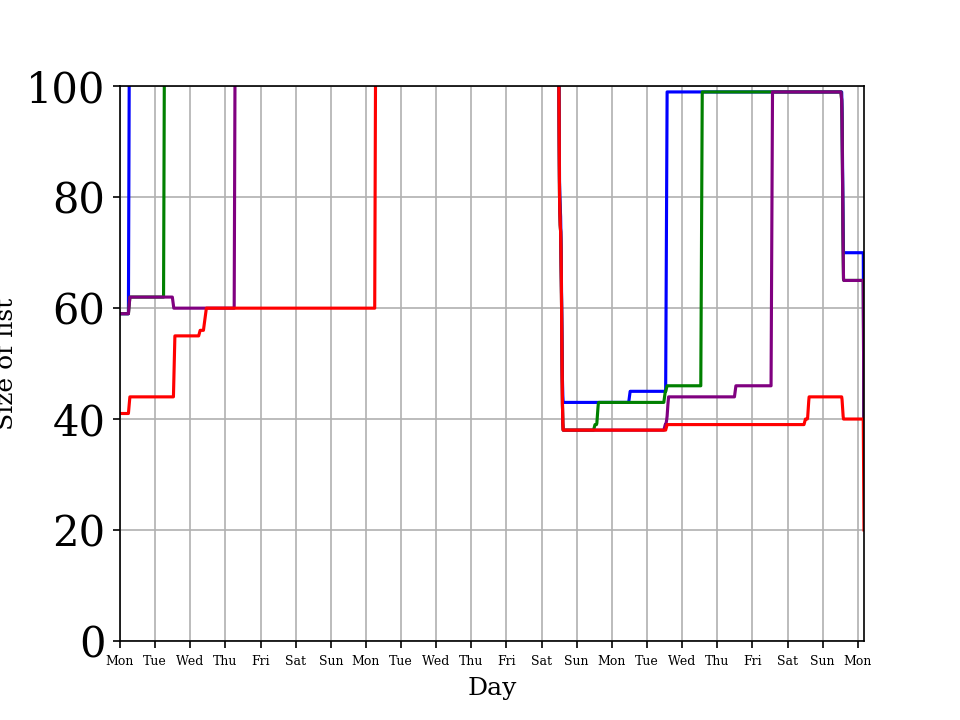 100
80
60
40
20
0
Size of list
Mon Tue Wed Thu Fri Sat Sun Mon Tue Wed Thu Fri Sat Sun Mon Tue Wed Thu Fri Sat Sun Mon
Day